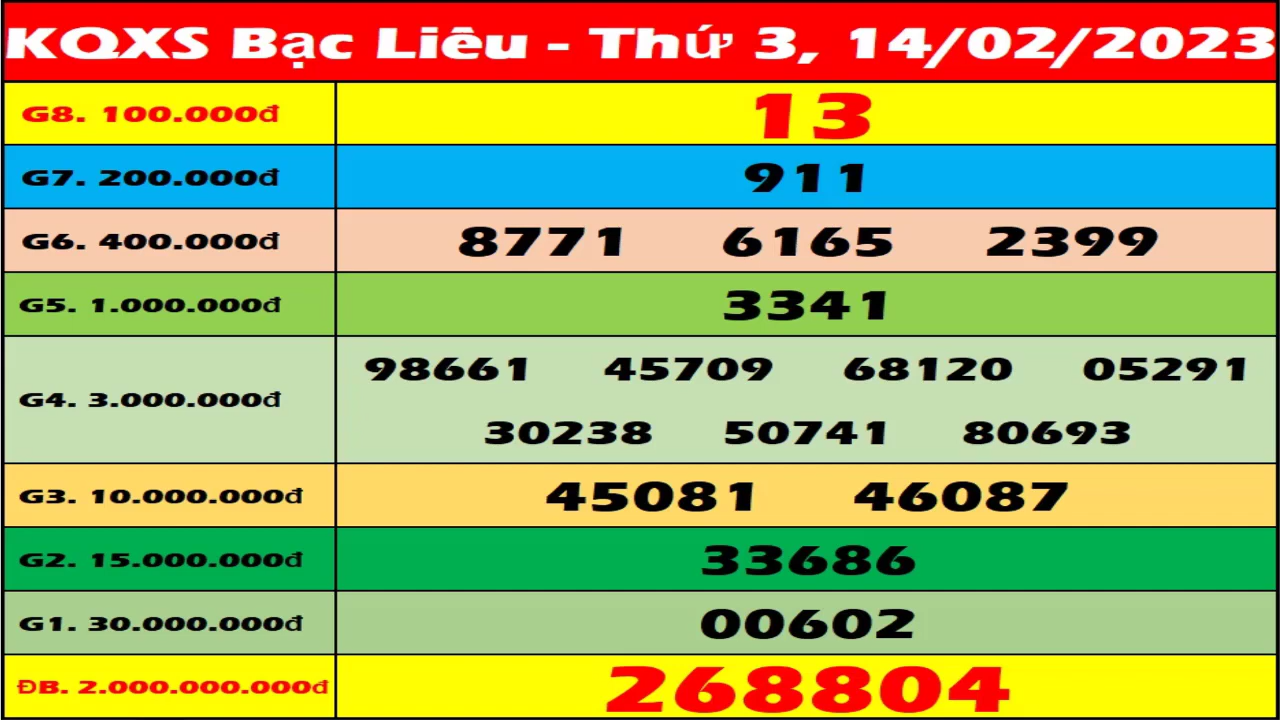 KQXS Bạc Liêu - Thứ 3, 14/02/2023
G8. 100.000đ 13
G7. 200.000đ 911
G6. 400.000đ 8771 6165 2399
G5. 1.000.000đ 3341
G4. 3.000.000đ 98661 45709 68120 05291
30238 50741 80693
G3. 10.000.000đ 45081 46087
G2. 15.000.000đ 33686
G1. 30.000.000đ 00602
ĐB. 2.000.000.000đ 268804